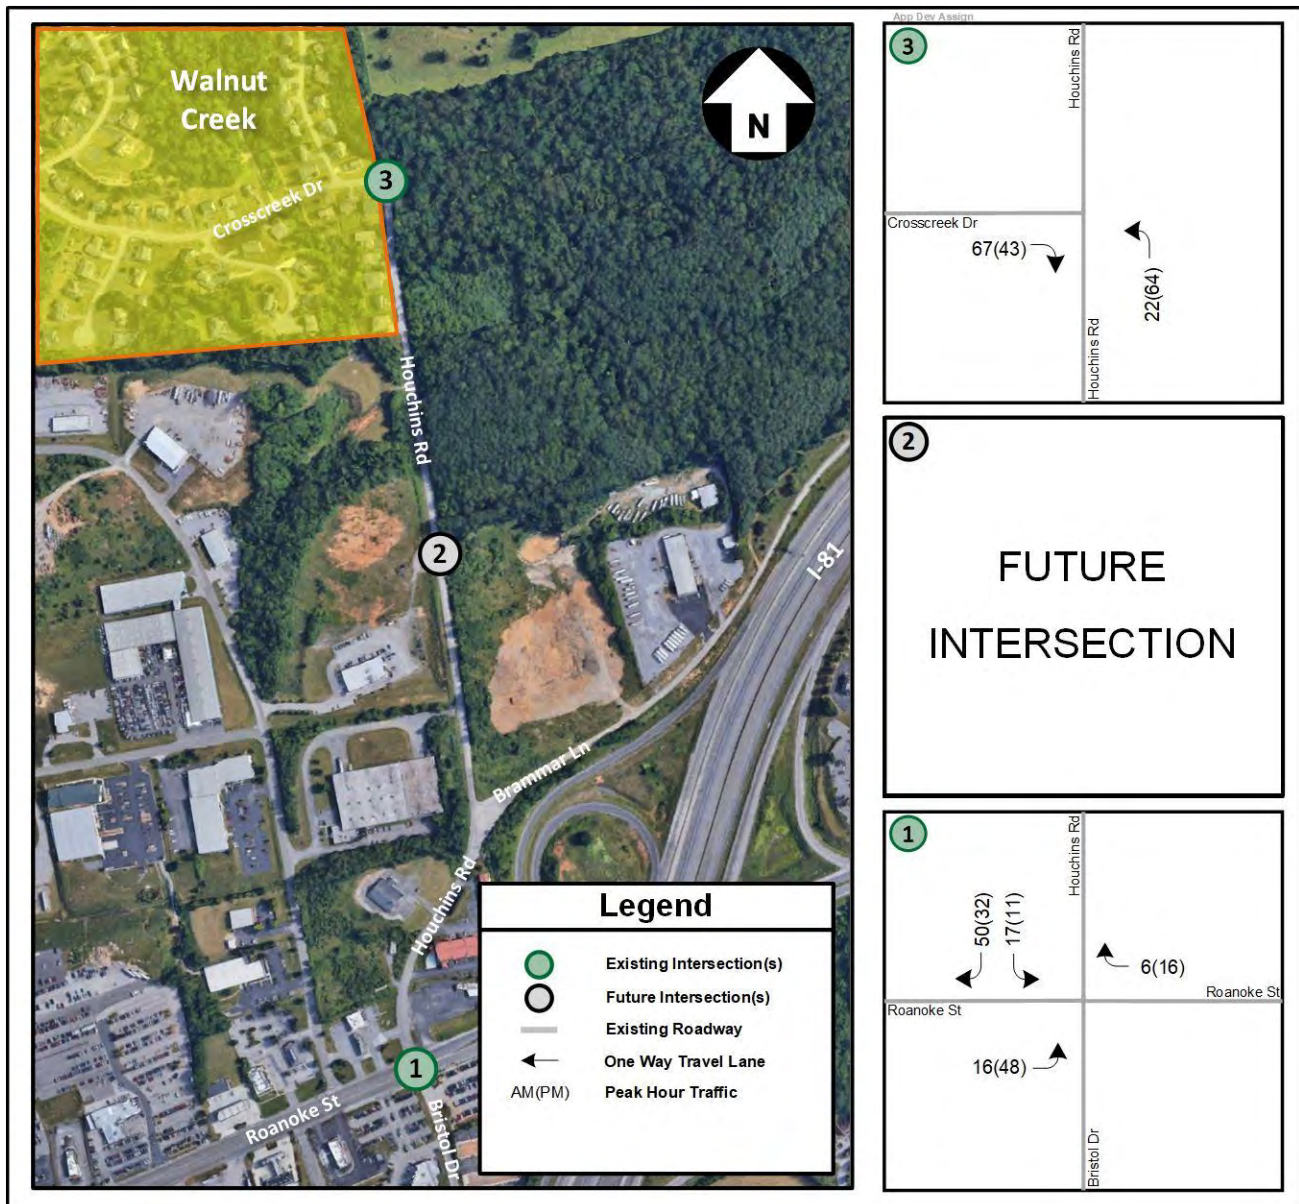 Walnut
Creek
Crosscreek Dr
3
N
Houchins Rd
2
I-81
Brammar Ln
Houchins Rd
1
Roanoke St
Bristol Dr
Legend
Existing Intersection(s)
Future Intersection(s)
Existing Roadway
One Way Travel Lane
AM(PM) Peak Hour Traffic
App Dev Assign
3
Houchins Rd
Crosscreek Dr
67(43)
22(64)
Houchins Rd
2
FUTURE
INTERSECTION
1
Houchins Rd
50(32)
17(11)
6(16)
Roanoke St
Roanoke St
16(48)
Bristol Dr